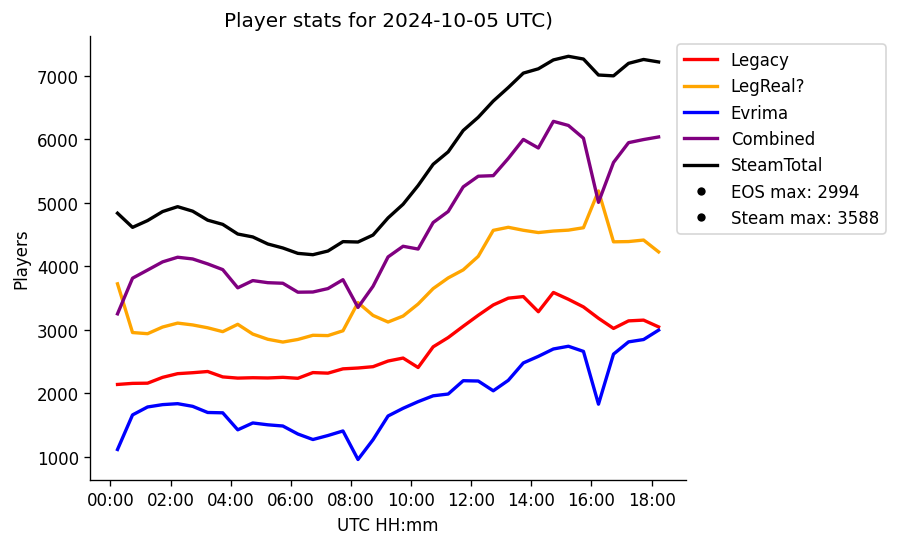 Player stats for 2024-10-05 UTC)
Players
7000
6000
5000
4000
3000
2000
1000
00:00 02:00 04:00 06:00 08:00 10:00 12:00 14:00 16:00 18:00
UTC HH:mm
Legacy
LegReal?
Evrima
Combined
SteamTotal
EOS max: 2994
Steam max: 3588